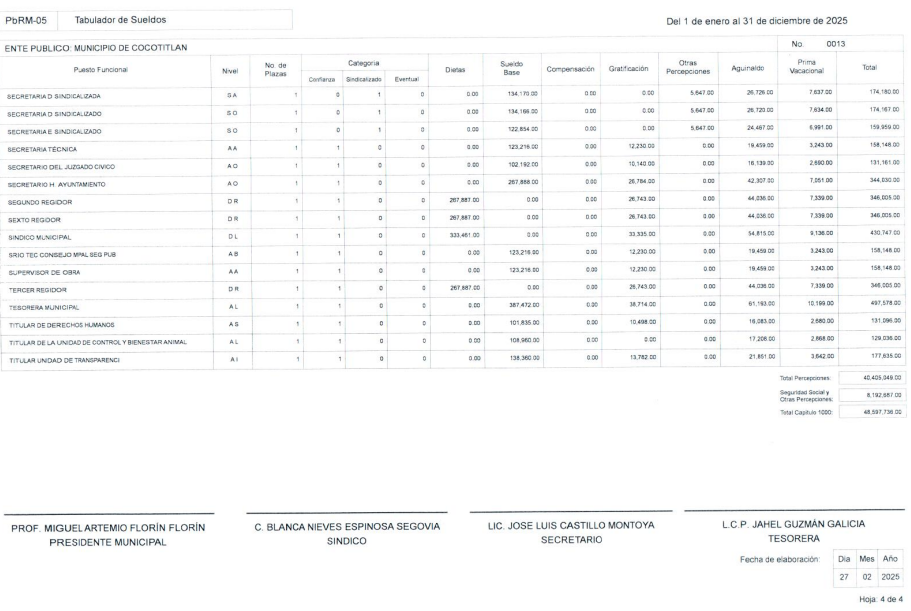 PbRM-05 Tabulador de Sueldos Del 1 de enero al 31 de diciembre de 2025
ENTE PUBLICO: MUNICIPIO DE COCOTITLAN No. 0013
Puesto Funcional Nivel No. de Plazas Categoria Confianza Sindicalizado Eventual Dietas Sueldo Base Compensación Gratificación Otras Percepciones Aguinaldo Prima Vacacional Total
SECRETARIA D SINDICALIZADA G A 1 0 1 0 0.00 134,170.00 0.00 0.00 5,647.00 26,726.00 7,637.00 174,180.00
SECRETARIA D SINDICALIZADO S O 1 0 1 0 0.00 134,166.00 0.00 0.00 5,647.00 26,720.00 7,634.00 174,167.00
SECRETARIA E SINDICALIZADO S O 1 0 1 0 0.00 122,854.00 0.00 0.00 5,647.00 24,467.00 6,991.00 159,959.00
SECRETARIA TÉCNICA A A 1 1 0 0 0.00 123,216.00 0.00 12,230.00 0.00 19,459.00 3,243.00 158,148.00
SECRETARIO DEL JUZGADO CIVICO A O 1 1 0 0 0.00 102,192.00 0.00 10,140.00 0.00 16,139.00 2,690.00 131,161.00
SECRETARIO H. AYUNTAMIENTO A O 1 1 0 0 0.00 267,888.00 0.00 26,784.00 0.00 42,307.00 7,051.00 344,030.00
SEGUNDO REGIDOR D R 1 1 0 0 267,887.00 0.00 0.00 26,743.00 0.00 44,036.00 7,339.00 346,005.00
SEXTO REGIDOR D R 1 1 0 0 267,887.00 0.00 0.00 26,743.00 0.00 44,036.00 7,339.00 346,005.00
SINDICO MUNICIPAL D L 1 1 0 0 333,461.00 0.00 0.00 33,335.00 0.00 54,815.00 9,136.00 430,747.00
SRIO TEC CONSEJO MPAL SEG PUB A B 1 1 0 0 0.00 123,216.00 0.00 12,230.00 0.00 19,459.00 3,243.00 158,148.00
SUPERVISOR DE OBRA A A 1 1 0 0 0.00 123,216.00 0.00 12,230.00 0.00 19,459.00 3,243.00 158,148.00
TERCER REGIDOR D R 1 1 0 0 267,887.00 0.00 0.00 26,743.00 0.00 44,036.00 7,339.00 346,005.00
TESORERA MUNICIPAL A L 1 1 0 0 0.00 387,472.00 0.00 38,714.00 0.00 61,193.00 10,199.00 497,578.00
TITULAR DE DERECHOS HUMANOS A S 1 1 0 0 0.00 101,835.00 0.00 10,498.00 0.00 16,083.00 2,680.00 131,096.00
TITULAR DE LA UNIDAD DE CONTROL Y BIENESTAR ANIMAL A L 1 1 0 0 0.00 108,960.00 0.00 0.00 0.00 17,208.00 2,868.00 129,036.00
TITULAR UNIDAD DE TRANSPARENCI A I 1 1 0 0 0.00 138,360.00 0.00 13,782.00 0.00 21,851.00 3,642.00 177,635.00
Total Percepciones: 40,405,049.00
Seguridad Social y Otras Percepciones: 8,192,687.00
Total Capitulo 1000: 48,597,736.00
PROF. MIGUEL ARTEMIO FLORÍN FLORÍN C. BLANCA NIEVES ESPINOSA SEGOVIA LIC. JOSE LUIS CASTILLO MONTOYA L.C.P. JAHEL GUZMÁN GALICIA
PRESIDENTE MUNICIPAL SINDICO SECRETARIO TESORERA
Fecha de elaboración: Dia Mes Año
27 02 2025
Hoja: 4 de 4